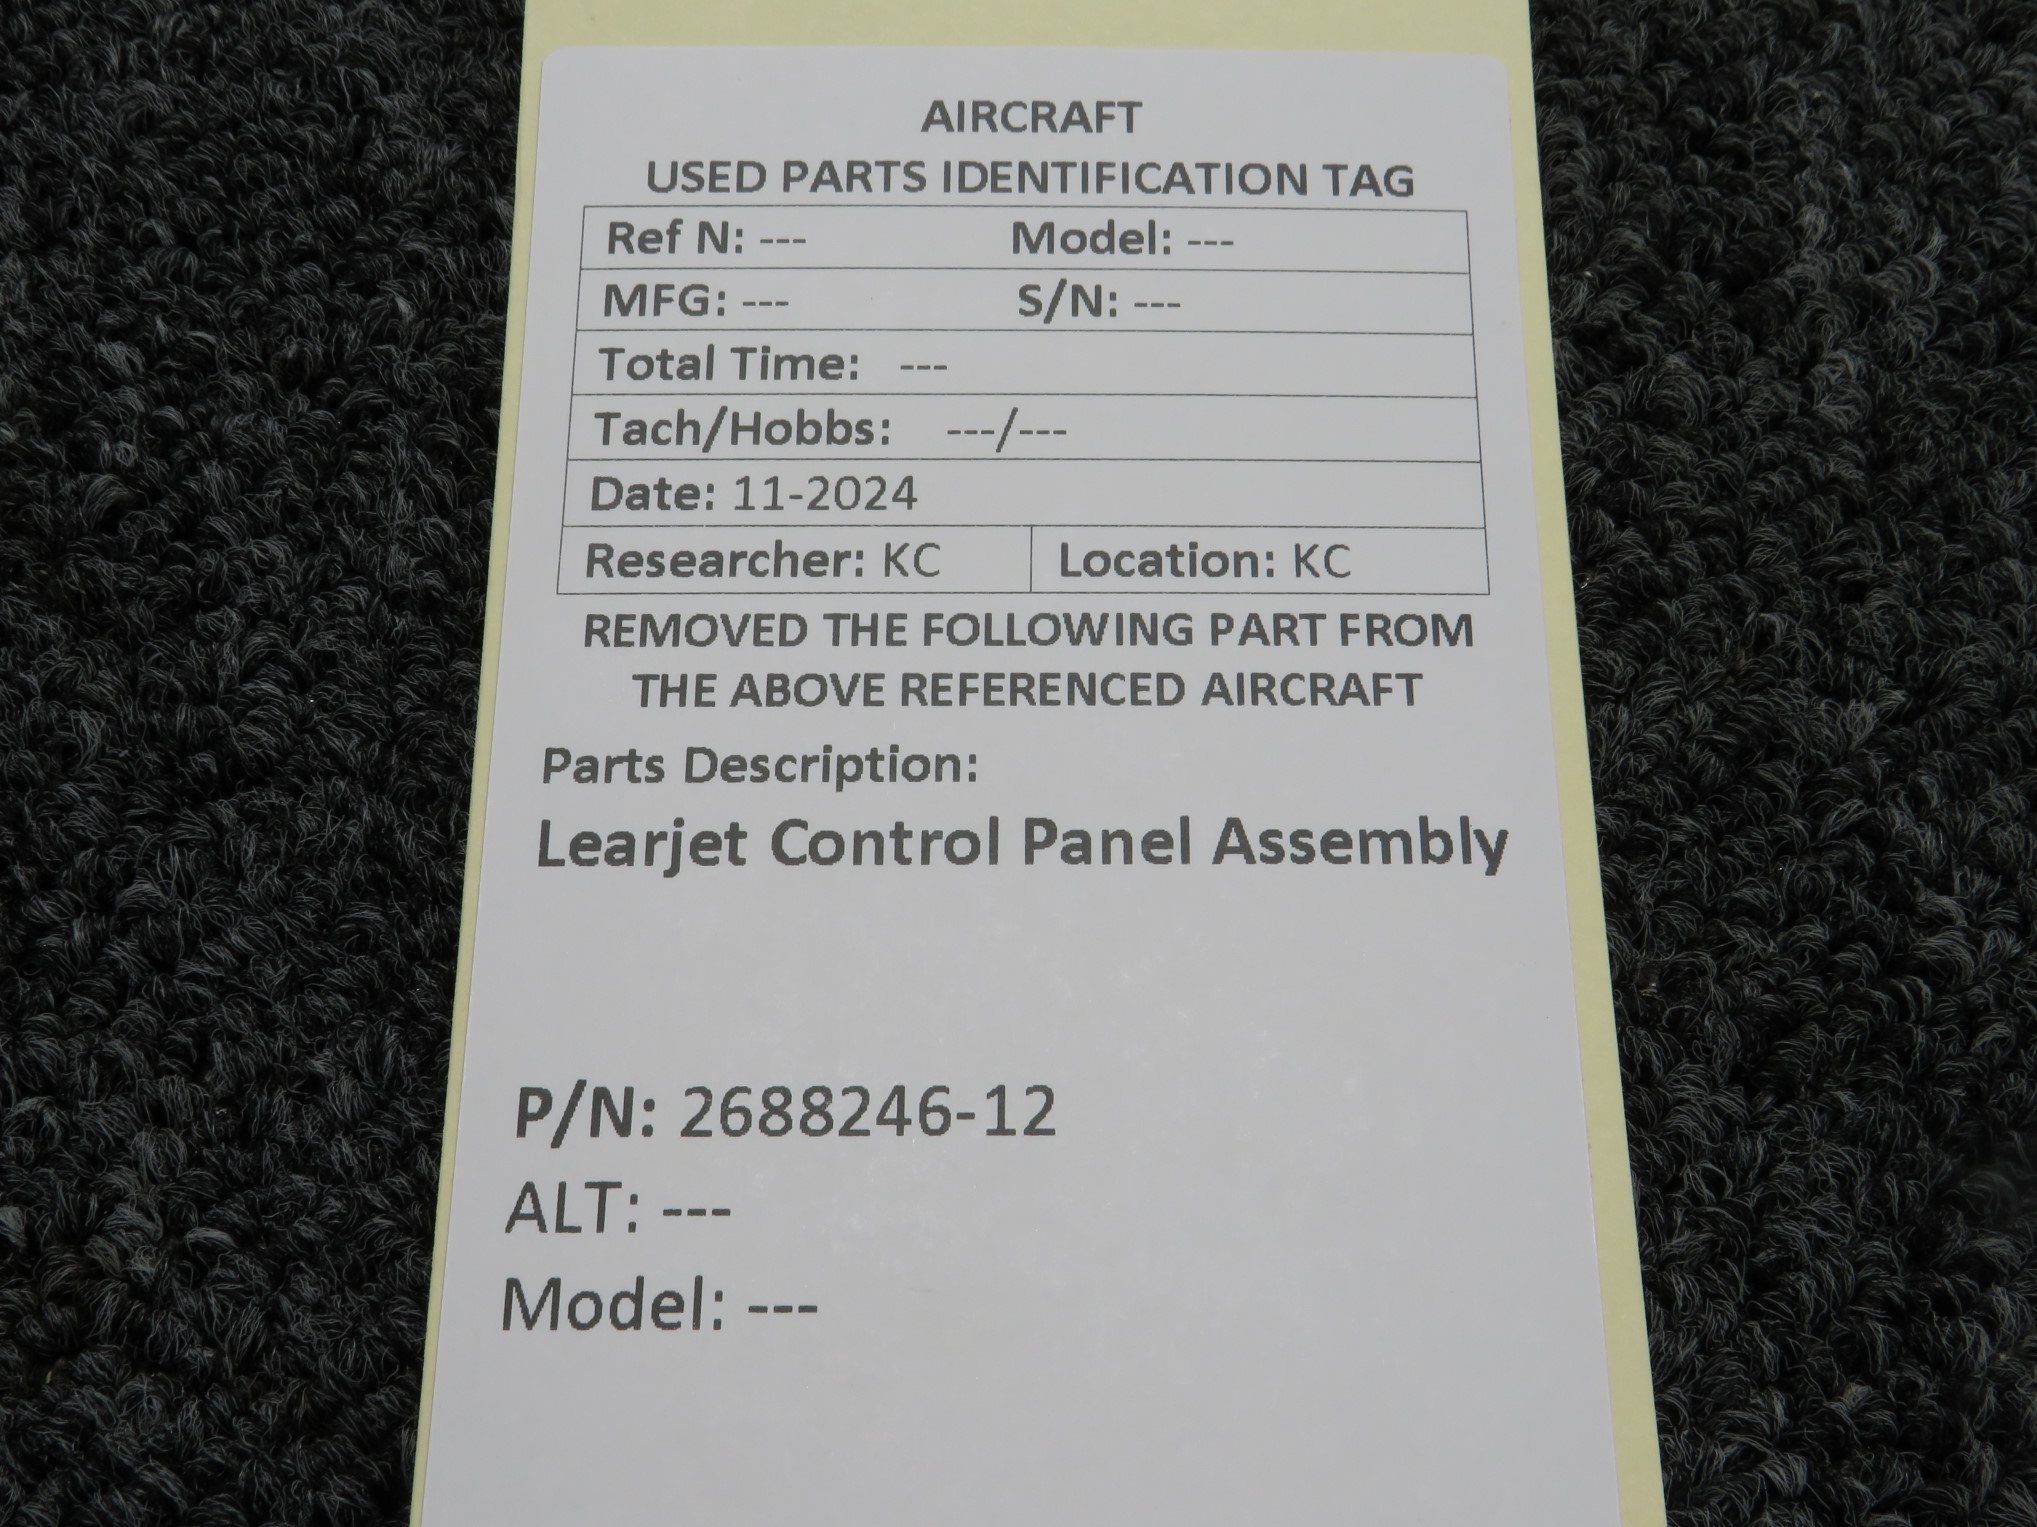 AIRCRAFT
USED PARTS IDENTIFICATION TAG
Ref N: --- Model: ---
MFG: --- S/N: ---
Total Time: ---
Tach/Hobbs: ---/---
Date: 11-2024
Researcher: KC Location: KC
REMOVED THE FOLLOWING PART FROM
THE ABOVE REFERENCED AIRCRAFT
Parts Description:
Learjet Control Panel Assembly
P/N: 2688246-12
ALT: ---
Model: ---